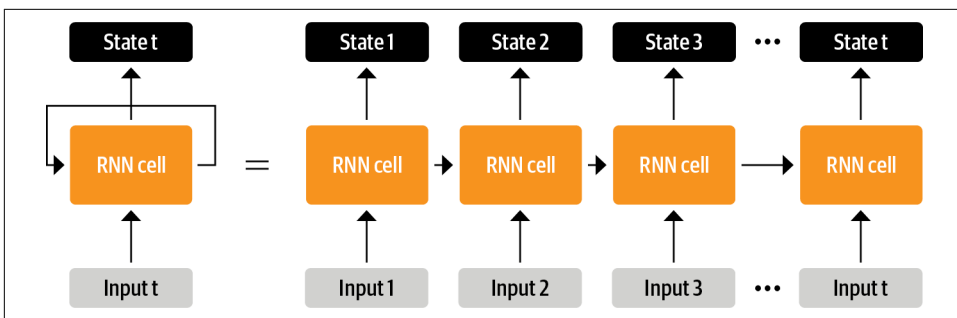 State t
State 1
State 2
State 3
•••
State t
RNN cell
=
RNN cell
RNN cell
RNN cell
RNN cell
Input t
Input 1
Input 2
Input 3
•••
Input t